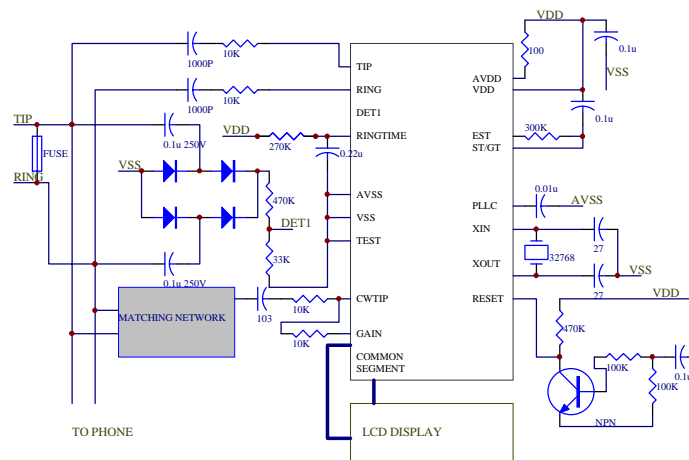 VDD
100
0.1u
VSS
1000P
10K
TIP
AVDD
VDD
1000P
10K
RING
0.1u
DET1
TIP
0.1u 250V
VDD
270K
RINGTIME
EST
ST/GT
300K
FUSE
0.22u
VSS
RING
470K
AVSS
PLLC
0.01u
AVSS
DET1
VSS
XIN
27
TEST
32768
33K
XOUT
VSS
0.1u 250V
27
MATCHING NETWORK
103
10K
CWTIP
RESET
VDD
10K
GAIN
470K
COMMON
SEGMENT
100K
0.1u
100K
NPN
TO PHONE
LCD DISPLAY